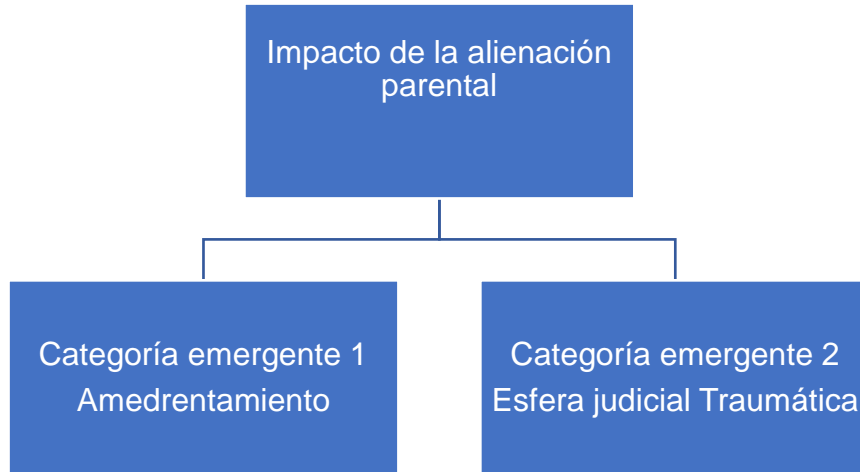 Impacto de la alienación
parental
Categoría emergente 1
Amedrentamiento
Categoría emergente 2
Esfera judicial Traumática